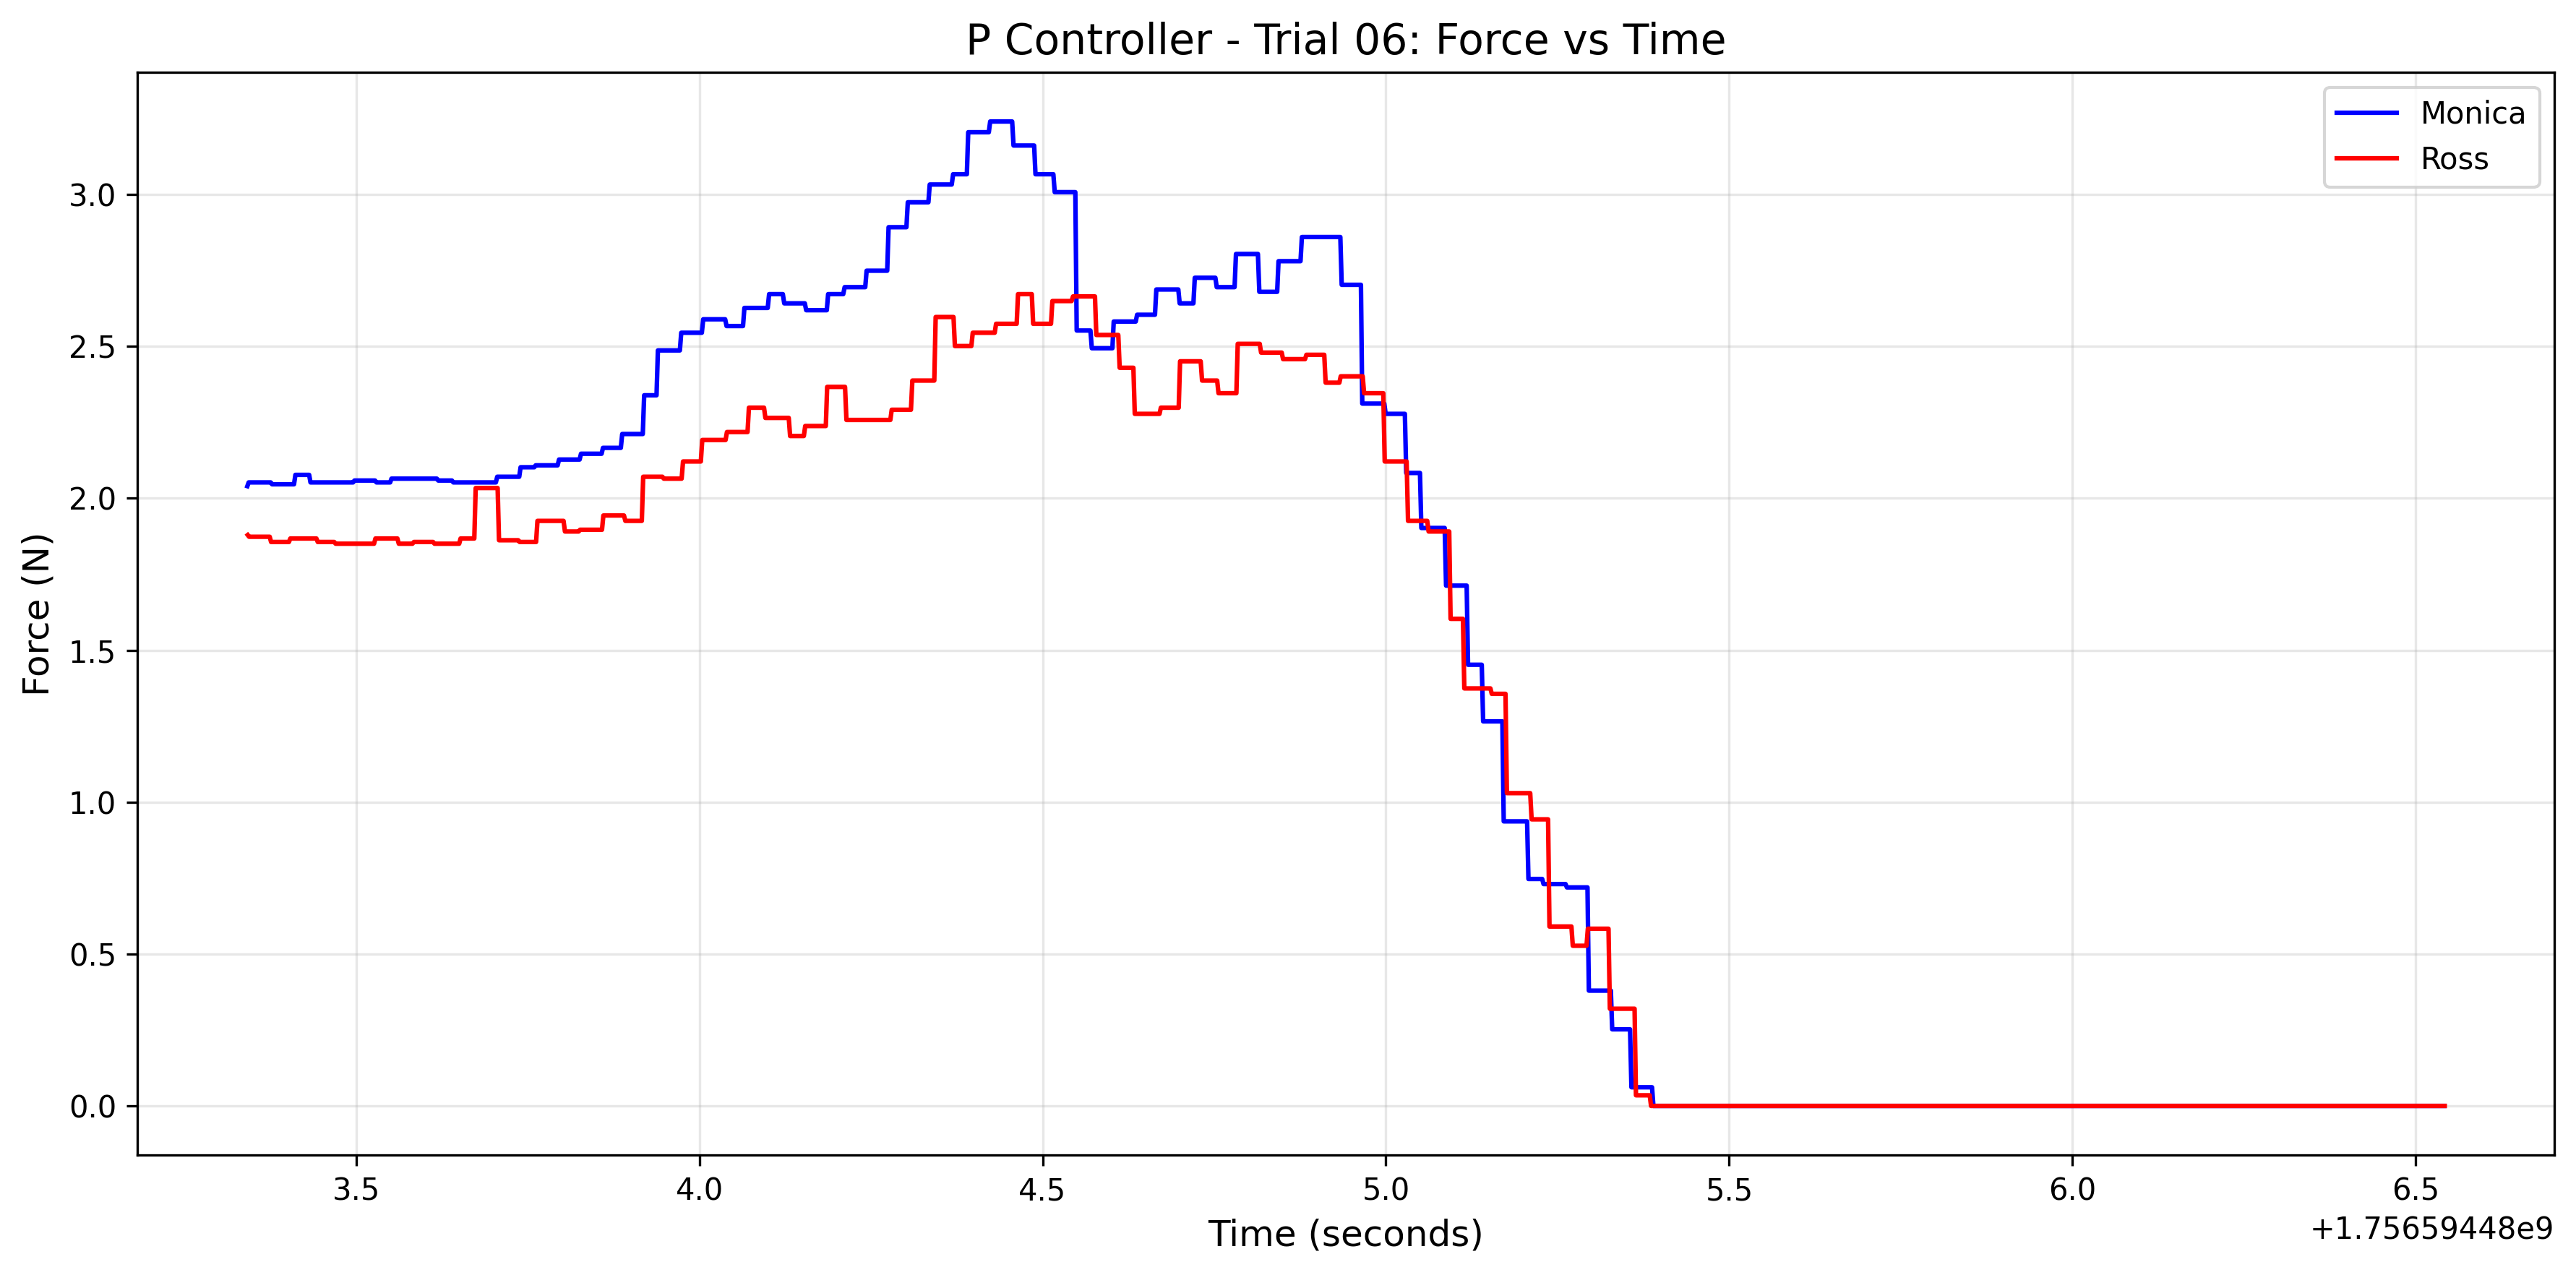 P Controller - Trial 06: Force vs Time
Monica
Ross
Force (N)
3.0
2.5
2.0
1.5
1.0
0.5
0.0
3.5 4.0 4.5 5.0 5.5 6.0 6.5
Time (seconds)
+1.75659448e9